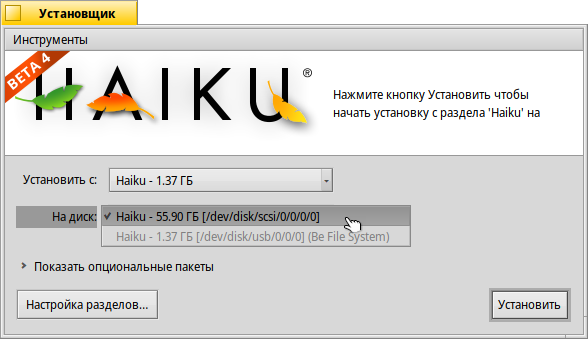 Установщик
Инструменты
BETA 4
HAIKU®
Нажмите кнопку Установить чтобы
начать установку с раздела 'Haiku' на
Установить с: Haiku - 1.37 ГБ
На диск: ✓ Haiku - 55.90 ГБ [/dev/disk/scsi/0/0/0/0]
Haiku - 1.37 ГБ [/dev/disk/usb/0/0/0] (Be File System)
Показать опциональные пакеты
Настройка разделов...
Установить